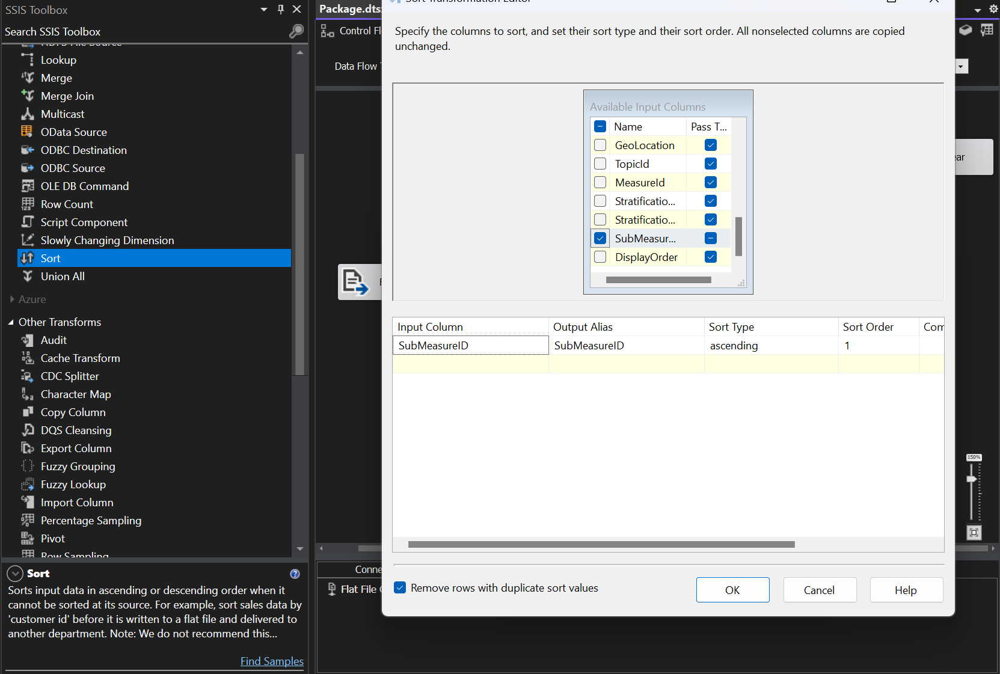 SSIS Toolbox
Search SSIS Toolbox
Lookup
Merge
Merge Join
Multicast
OData Source
ODBC Destination
ODBC Source
OLE DB Command
Row Count
Script Component
Slowly Changing Dimension
Sort
Union All
Azure
Other Transforms
Audit
Cache Transform
CDC Splitter
Character Map
Copy Column
DQS Cleansing
Export Column
Fuzzy Grouping
Fuzzy Lookup
Import Column
Percentage Sampling
Pivot
Row Sampling
Sort
Sorts input data in ascending or descending order when it
cannot be sorted at its source. For example, sort sales data by
'customer id' before it is written to a flat file and delivered to
another department. Note: We do not recommend this...
Find Samples
Package.dts
Control Fl
Data Flow
Conne
Flat File
Sort Transformation Editor
Specify the columns to sort, and set their sort type and their sort order. All nonselected columns are copied
unchanged.
Available Input Columns
Name Pass T...
GeoLocation
TopicId
MeasureId
Stratificatio...
Stratificatio...
SubMeasur...
DisplayOrder
Input Column Output Alias Sort Type Sort Order Com
SubMeasureID SubMeasureID ascending 1
Remove rows with duplicate sort values
OK Cancel Help
ear
150%